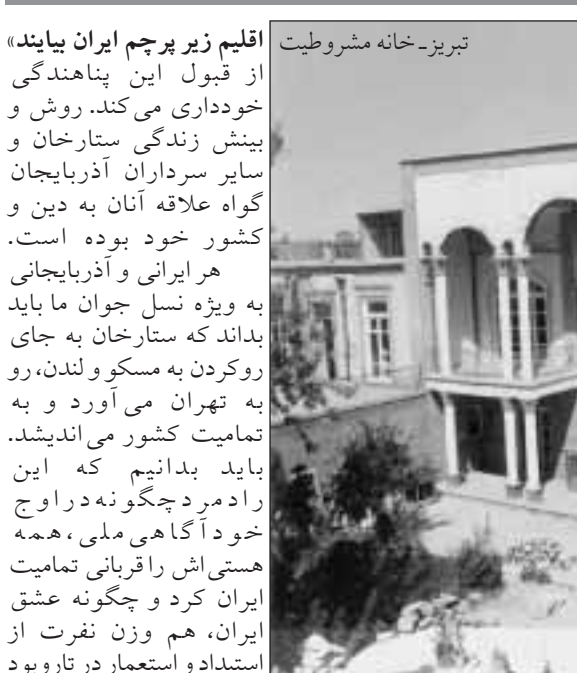 تبریز-خانه مشروطیت
اقلیم زیر پرچم ایران بیایند»
از قبول این پناهندگی
خودداری می‌کند. روش و
بینش زندگی ستارخان و
سایر سرداران آذربایجان
گواه علاقه آنان به دین و
کشور خود بوده است.
هر ایرانی و آذربایجانی
به ویژه نسل جوان ما باید
بداند که ستارخان به جای
روکردن به مسکو و لندن، رو
به تهران می‌آورد و به
تمامیت کشور می‌اندیشد.
باید بدانیم که این
رادمرد چگونه در اوج
خودآگاهی ملی، همه
هستی‌اش را قربانی تمامیت
ایران کرد و چگونه عشق
ایران، هم وزن نفرت از
استبداد و استعمار در تاروپود